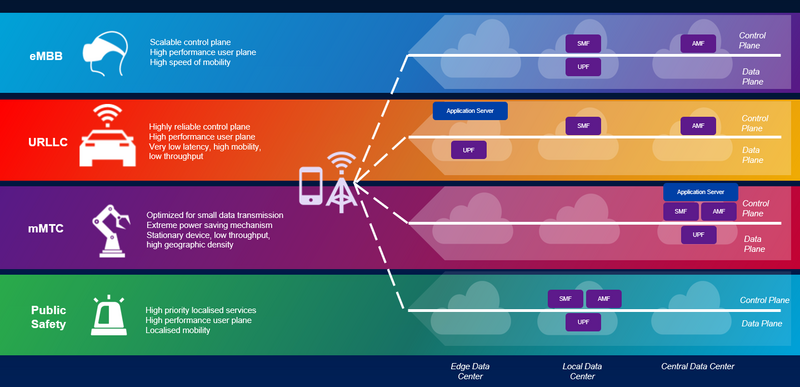 eMBB
Scalable control plane
High performance user plane
High speed of mobility
SMF
AMF
Control
Plane
UPF
Data
Plane
URLLC
Highly reliable control plane
High performance user plane
Very low latency, high mobility,
low throughput
Application Server
SMF
AMF
Control
Plane
UPF
Data
Plane
mMTC
Optimized for small data transmission
Extreme power saving mechanism
Stationary device, low throughput,
high geographic density
Application Server
SMF
AMF
Control
Plane
UPF
Data
Plane
Public
Safety
High priority localised services
High performance user plane
Localised mobility
SMF
AMF
Control Plane
UPF
Data Plane
Edge Data
Center
Local Data
Center
Central Data Center